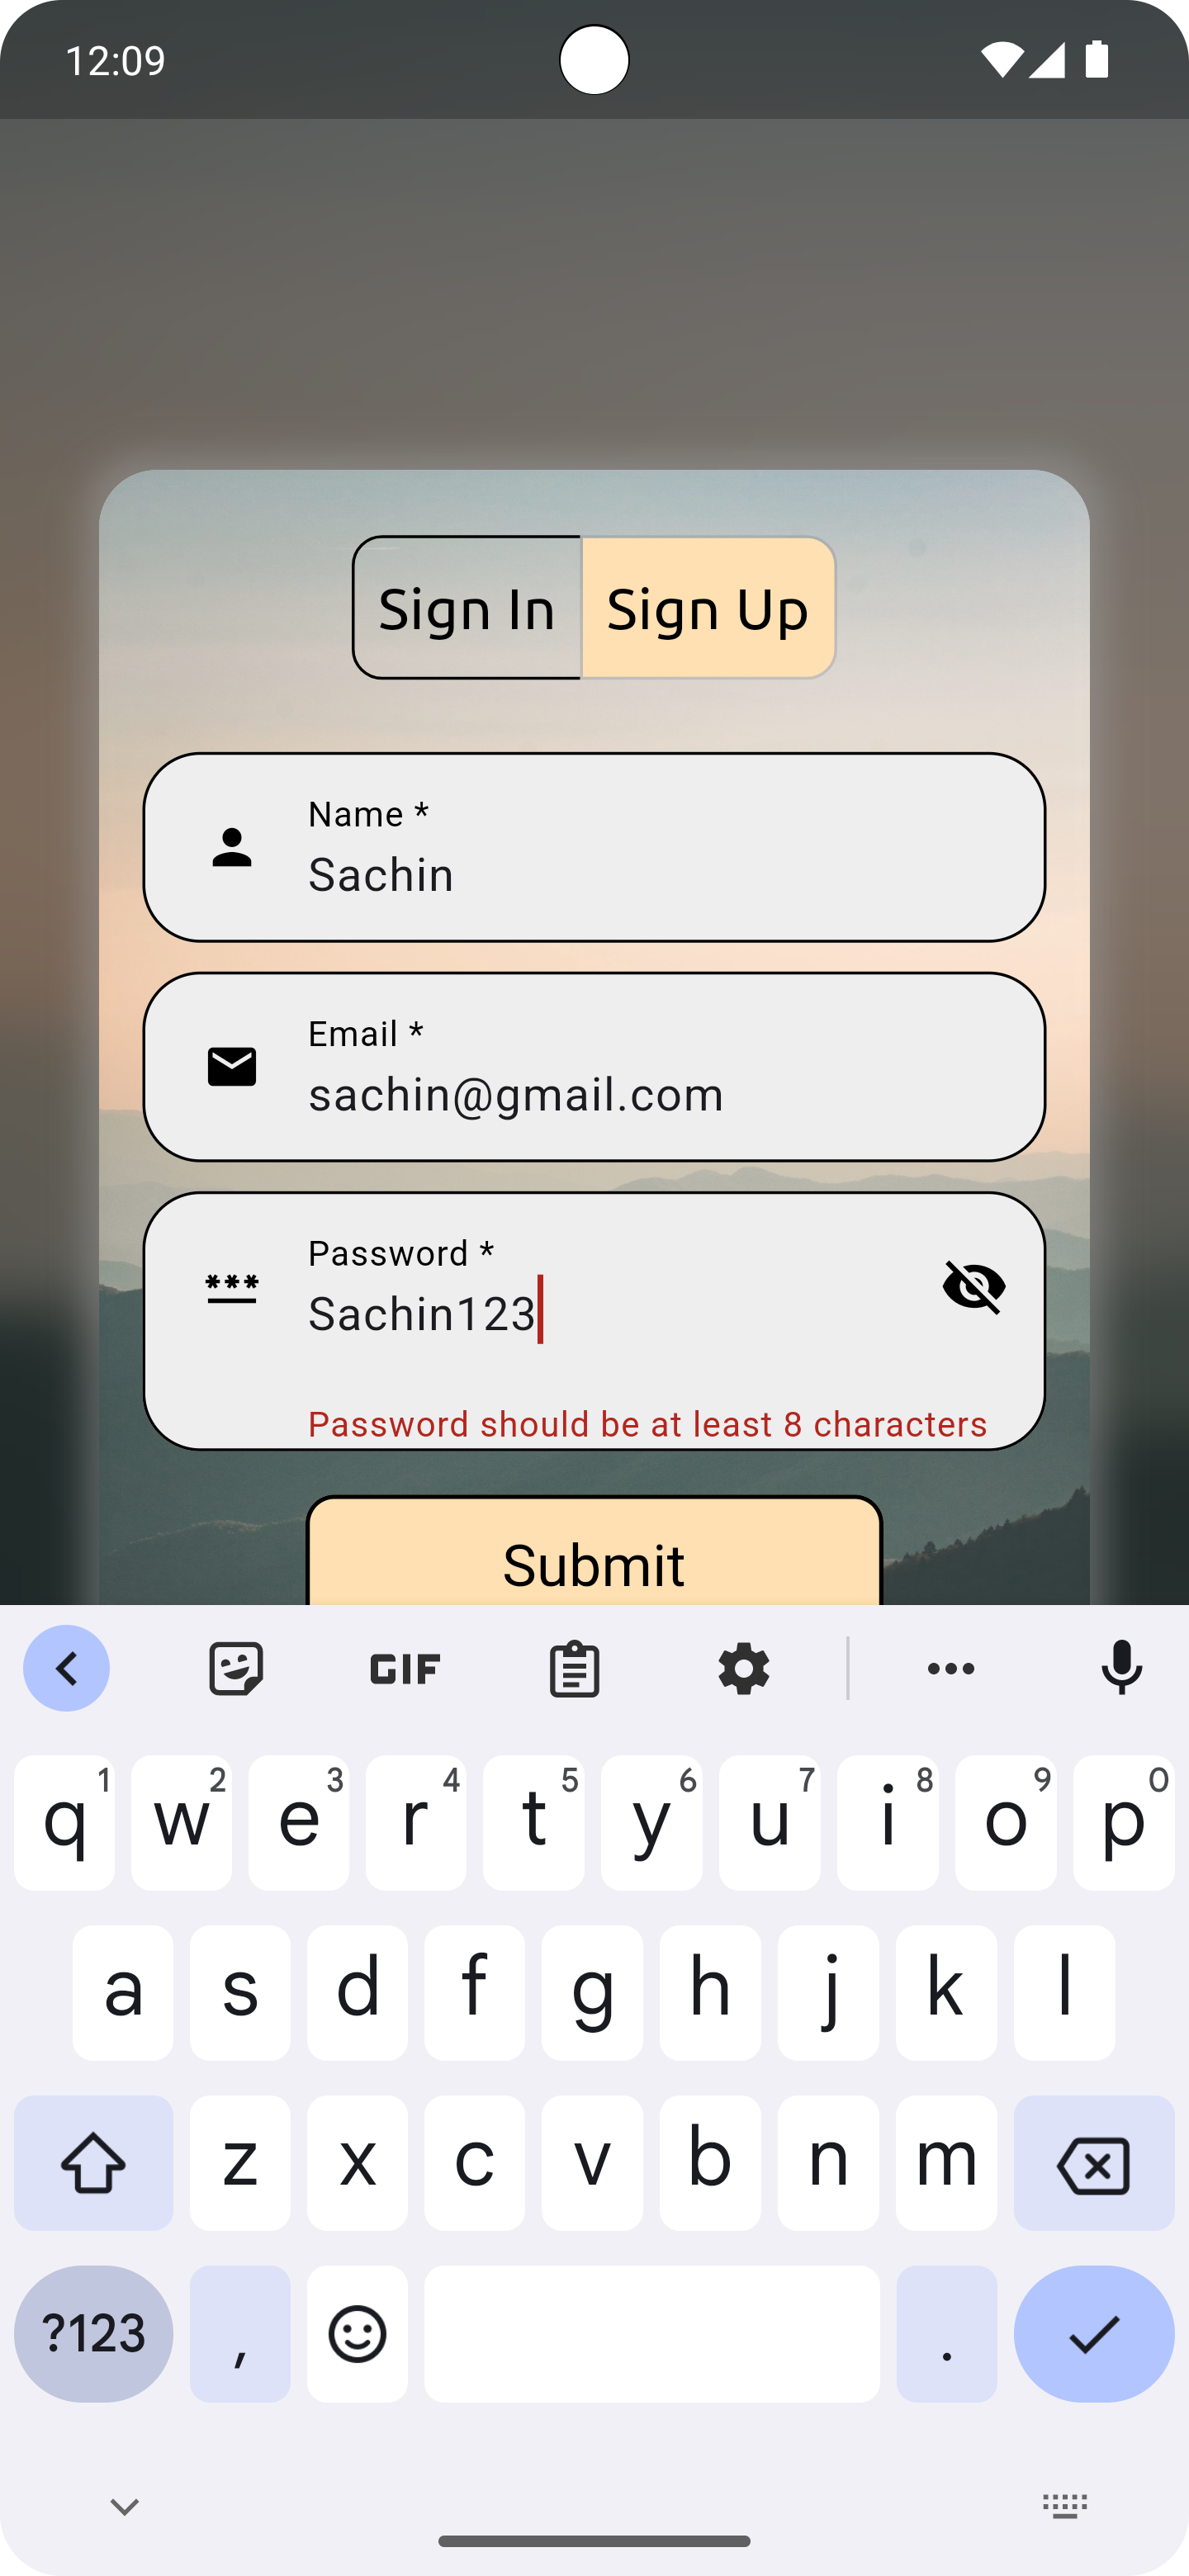 12:09
Sign In Sign Up
Name *
Sachin
Email *
sachin@gmail.com
Password *
***
Sachin123
Password should be at least 8 characters
Submit
GIF
q1 w2 e3 r4 t5 y6 u7 i8 o9 p0
a s d f g h j k l
z x c v b n m
?123 , .